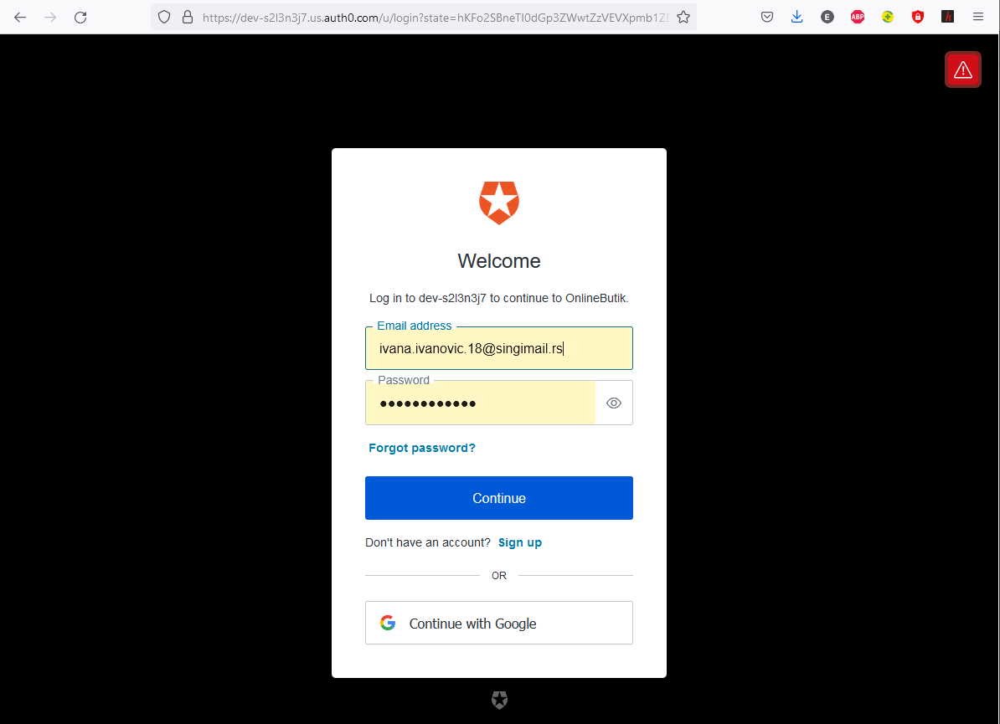 https://dev-s2l3n3j7.us.auth0.com/u/login?state=hKFo2SBneTI0dGp3ZWwtZzVEVXpmb1Z
E
ABP
h
Welcome
Log in to dev-s2l3n3j7 to continue to OnlineButik.
Email address
ivana.ivanovic.18@singimail.rs
Password
Forgot password?
Continue
Don't have an account? Sign up
OR
Continue with Google